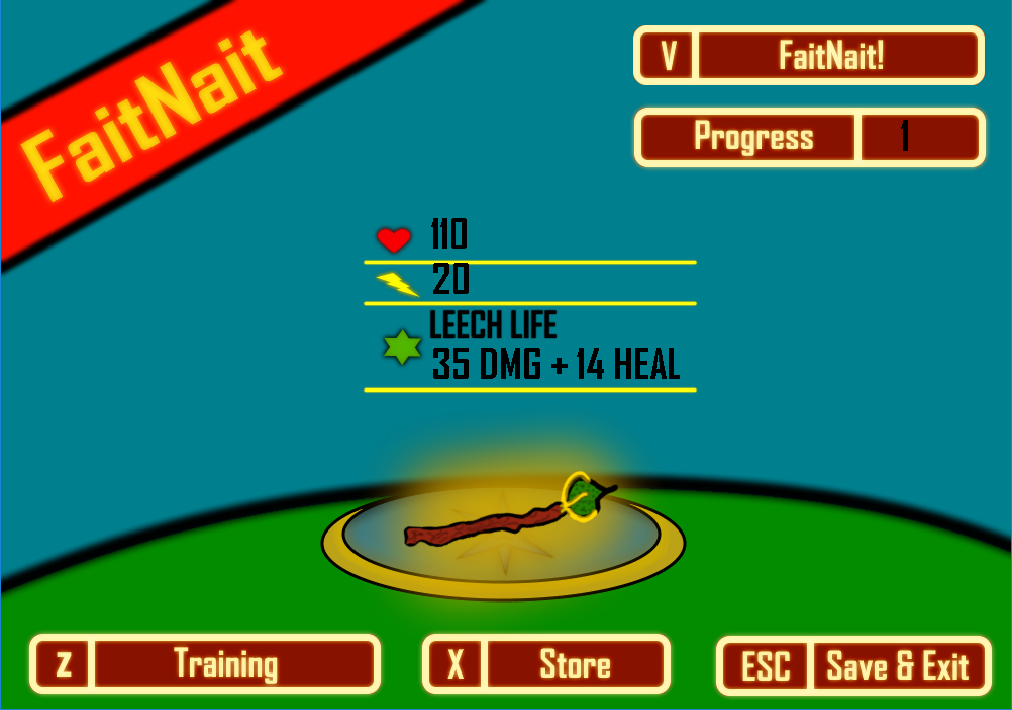 FaitNait
V FaitNait!
Progress 1
110
20
LEECH LIFE
35 DMG + 14 HEAL
Z Training
X Store
ESC Save & Exit